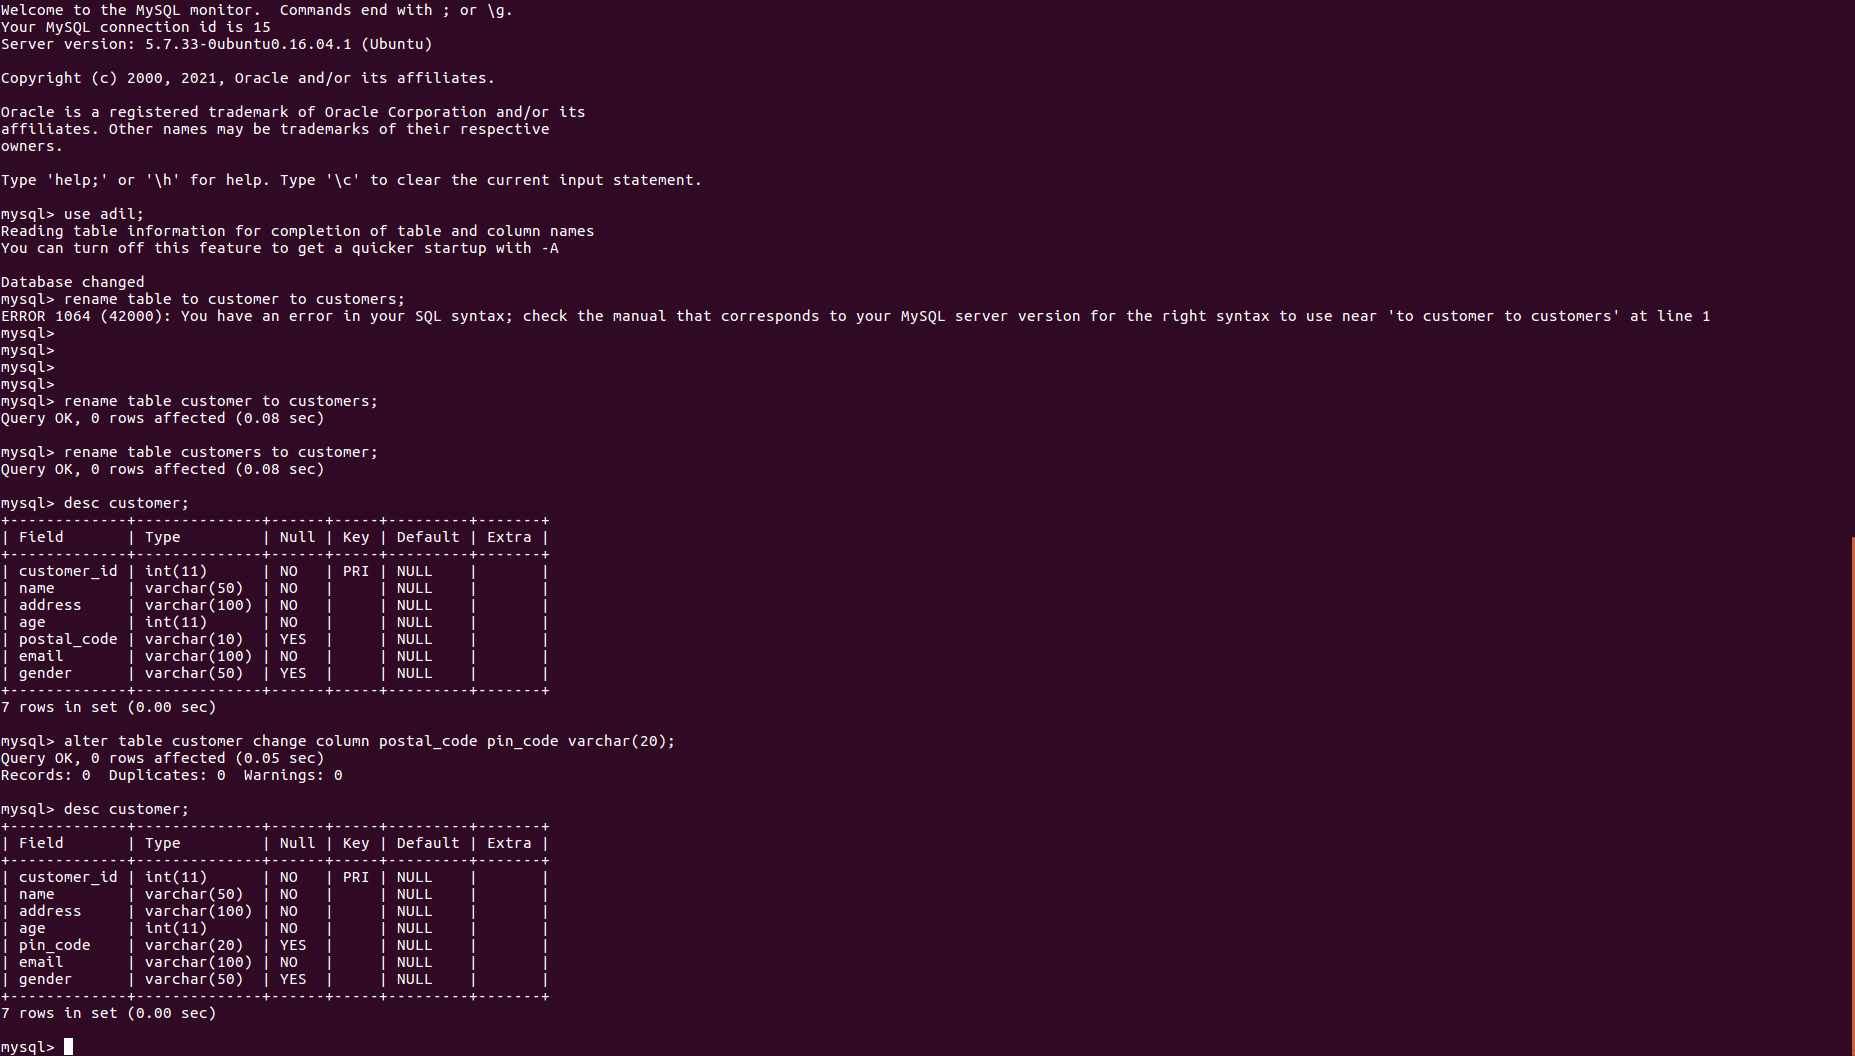 Welcome to the MySQL monitor.  Commands end with ; or \g.
Your MySQL connection id is 15
Server version: 5.7.33-0ubuntu0.16.04.1 (Ubuntu)

Copyright (c) 2000, 2021, Oracle and/or its affiliates.

Oracle is a registered trademark of Oracle Corporation and/or its
affiliates. Other names may be trademarks of their respective
owners.

Type 'help;' or '\h' for help. Type '\c' to clear the current input statement.

mysql> use adil;
Reading table information for completion of table and column names
You can turn off this feature to get a quicker startup with -A

Database changed
mysql> rename table to customer to customers;
ERROR 1064 (42000): You have an error in your SQL syntax; check the manual that corresponds to your MySQL server version for the right syntax to use near 'to customer to customers' at line 1
mysql>
mysql>
mysql>
mysql>
mysql> rename table customer to customers;
Query OK, 0 rows affected (0.08 sec)

mysql> rename table customers to customer;
Query OK, 0 rows affected (0.08 sec)

mysql> desc customer;
+-------------+--------------+------+-----+---------+-------+
| Field       | Type         | Null | Key | Default | Extra |
+-------------+--------------+------+-----+---------+-------+
| customer_id | int(11)      | NO   | PRI | NULL    |       |
| name        | varchar(50)  | NO   |     | NULL    |       |
| address     | varchar(100) | NO   |     | NULL    |       |
| age         | int(11)      | NO   |     | NULL    |       |
| postal_code | varchar(10)  | YES  |     | NULL    |       |
| email       | varchar(100) | NO   |     | NULL    |       |
| gender      | varchar(50)  | YES  |     | NULL    |       |
+-------------+--------------+------+-----+---------+-------+
7 rows in set (0.00 sec)

mysql> alter table customer change column postal_code pin_code varchar(20);
Query OK, 0 rows affected (0.05 sec)
Records: 0  Duplicates: 0  Warnings: 0

mysql> desc customer;
+-------------+--------------+------+-----+---------+-------+
| Field       | Type         | Null | Key | Default | Extra |
+-------------+--------------+------+-----+---------+-------+
| customer_id | int(11)      | NO   | PRI | NULL    |       |
| name        | varchar(50)  | NO   |     | NULL    |       |
| address     | varchar(100) | NO   |     | NULL    |       |
| age         | int(11)      | NO   |     | NULL    |       |
| pin_code    | varchar(20)  | YES  |     | NULL    |       |
| email       | varchar(100) | NO   |     | NULL    |       |
| gender      | varchar(50)  | YES  |     | NULL    |       |
+-------------+--------------+------+-----+---------+-------+
7 rows in set (0.00 sec)

mysql>